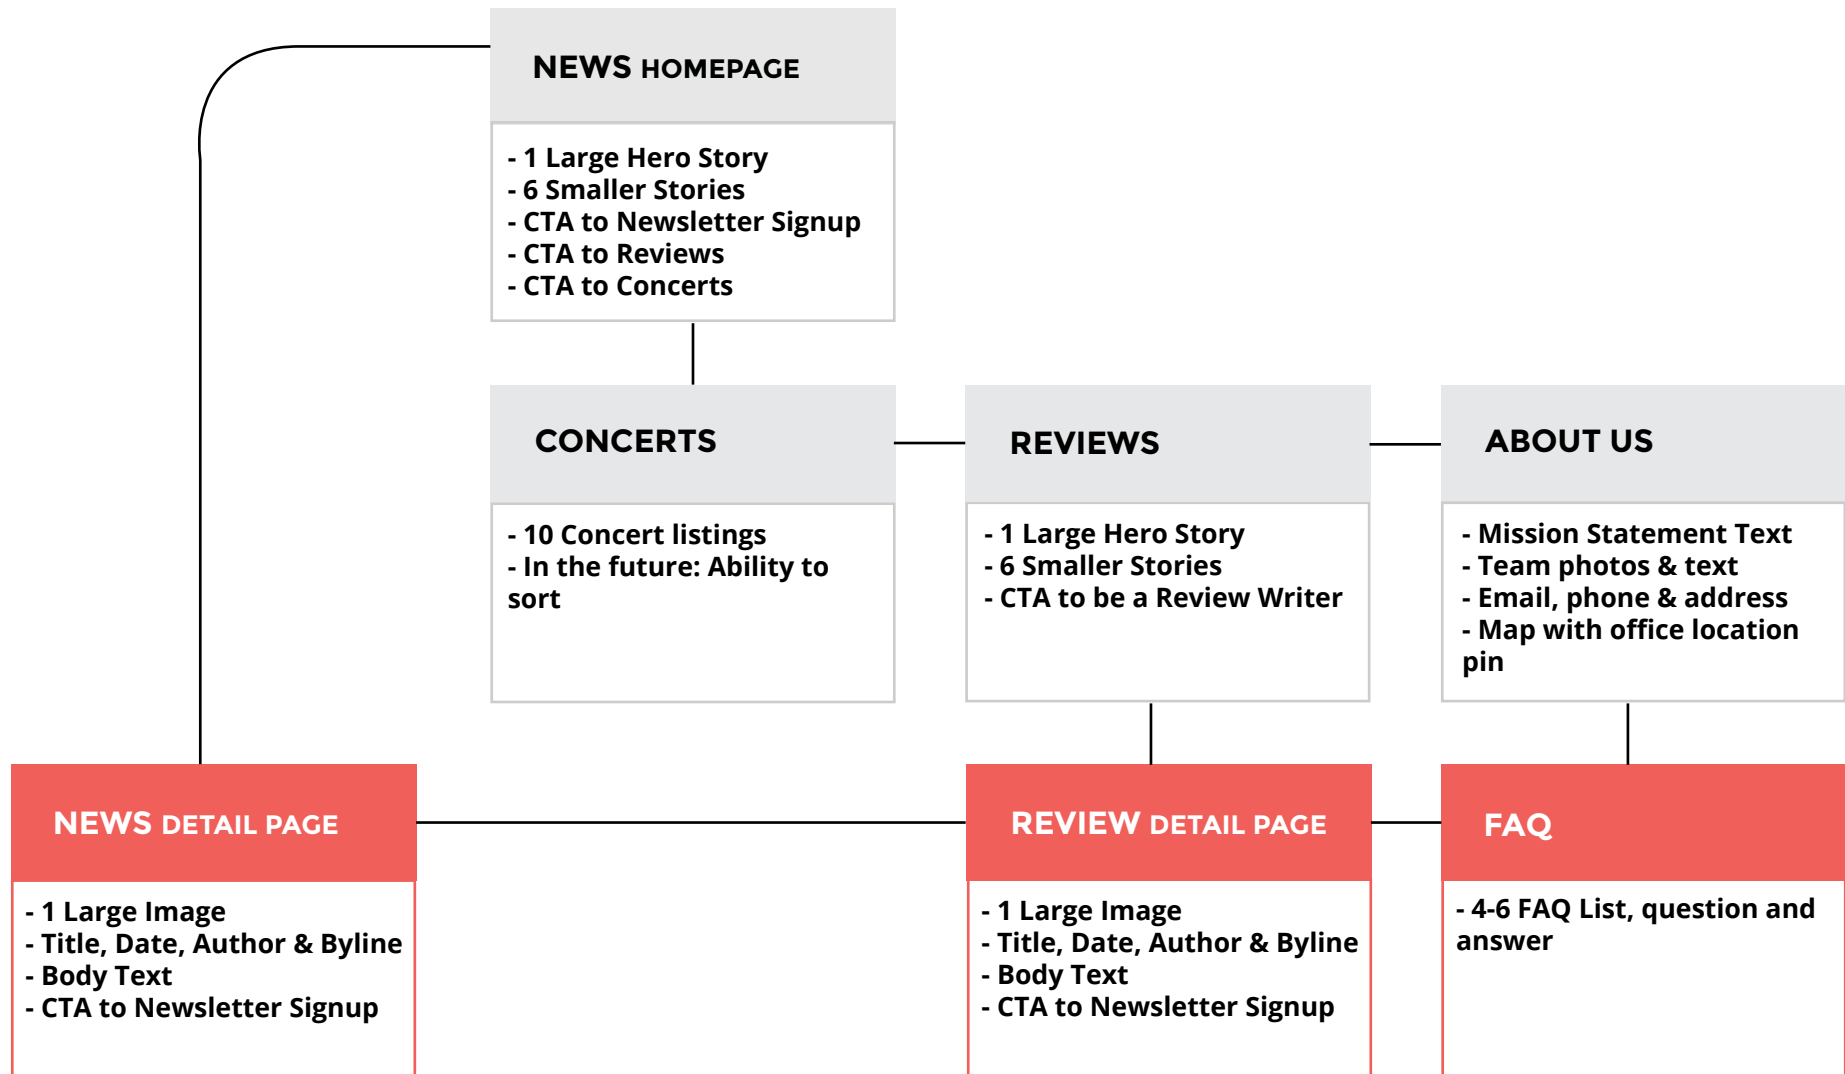 NEWS HOMEPAGE
- 1 Large Hero Story
- 6 Smaller Stories
- CTA to Newsletter Signup
- CTA to Reviews
- CTA to Concerts
CONCERTS
- 10 Concert listings
- In the future: Ability to
sort
REVIEWS
- 1 Large Hero Story
- 6 Smaller Stories
- CTA to be a Review Writer
ABOUT US
- Mission Statement Text
- Team photos & text
- Email, phone & address
- Map with office location
pin
NEWS DETAIL PAGE
- 1 Large Image
- Title, Date, Author & Byline
- Body Text
- CTA to Newsletter Signup
REVIEW DETAIL PAGE
- 1 Large Image
- Title, Date, Author & Byline
- Body Text
- CTA to Newsletter Signup
FAQ
- 4-6 FAQ List, question and
answer